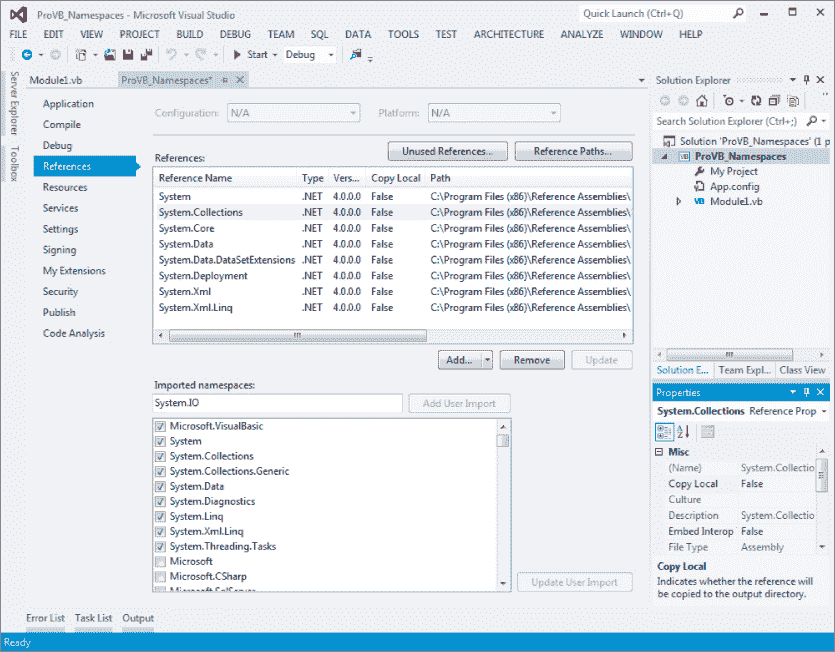 ProVB_Namespaces - Microsoft Visual Studio
Quick Launch (Ctrl+Q)
FILE EDIT VIEW PROJECT BUILD DEBUG TEAM SQL DATA TOOLS TEST ARCHITECTURE ANALYZE WINDOW HELP
Start Debug
Server Explorer
Toolbox
Module1.vb ProVB_Namespaces*
Application
Compile
Debug
References
Resources
Services
Settings
Signing
My Extensions
Security
Publish
Code Analysis
Configuration: N/A Platform: N/A
Unused References... Reference Paths...
References:
Reference Name Type Vers... Copy Local Path
System .NET 4.0.0.0 False C:\Program Files (x86)\Reference Assemblies\
System.Collections .NET 4.0.0.0 False C:\Program Files (x86)\Reference Assemblies\
System.Core .NET 4.0.0.0 False C:\Program Files (x86)\Reference Assemblies\
System.Data .NET 4.0.0.0 False C:\Program Files (x86)\Reference Assemblies\
System.Data.DataSetExtensions .NET 4.0.0.0 False C:\Program Files (x86)\Reference Assemblies\
System.Deployment .NET 4.0.0.0 False C:\Program Files (x86)\Reference Assemblies\
System.Xml .NET 4.0.0.0 False C:\Program Files (x86)\Reference Assemblies\
System.Xml.Linq .NET 4.0.0.0 False C:\Program Files (x86)\Reference Assemblies\
Add... Remove Update
Imported namespaces:
System.IO Add User Import
Microsoft.VisualBasic
System
System.Collections
System.Collections.Generic
System.Data
System.Diagnostics
System.Linq
System.Xml.Linq
System.Threading.Tasks
Microsoft
Microsoft.CSharp
Microsoft.SqlServer
Update User Import
Solution Explorer
Search Solution Explorer (Ctrl+;)
Solution 'ProVB_Namespaces' (1 p
VB ProVB_Namespaces
My Project
App.config
VB Module1.vb
Solution E... Team Expl... Class View
Properties
System.Collections Reference Prop
Misc
(Name) System.Collectio
Copy Local False
Culture
Description System.Collectio
Embed Interop False
File Type Assembly
Copy Local
Indicates whether the reference will
be copied to the output directory.
Error List Task List Output
Ready